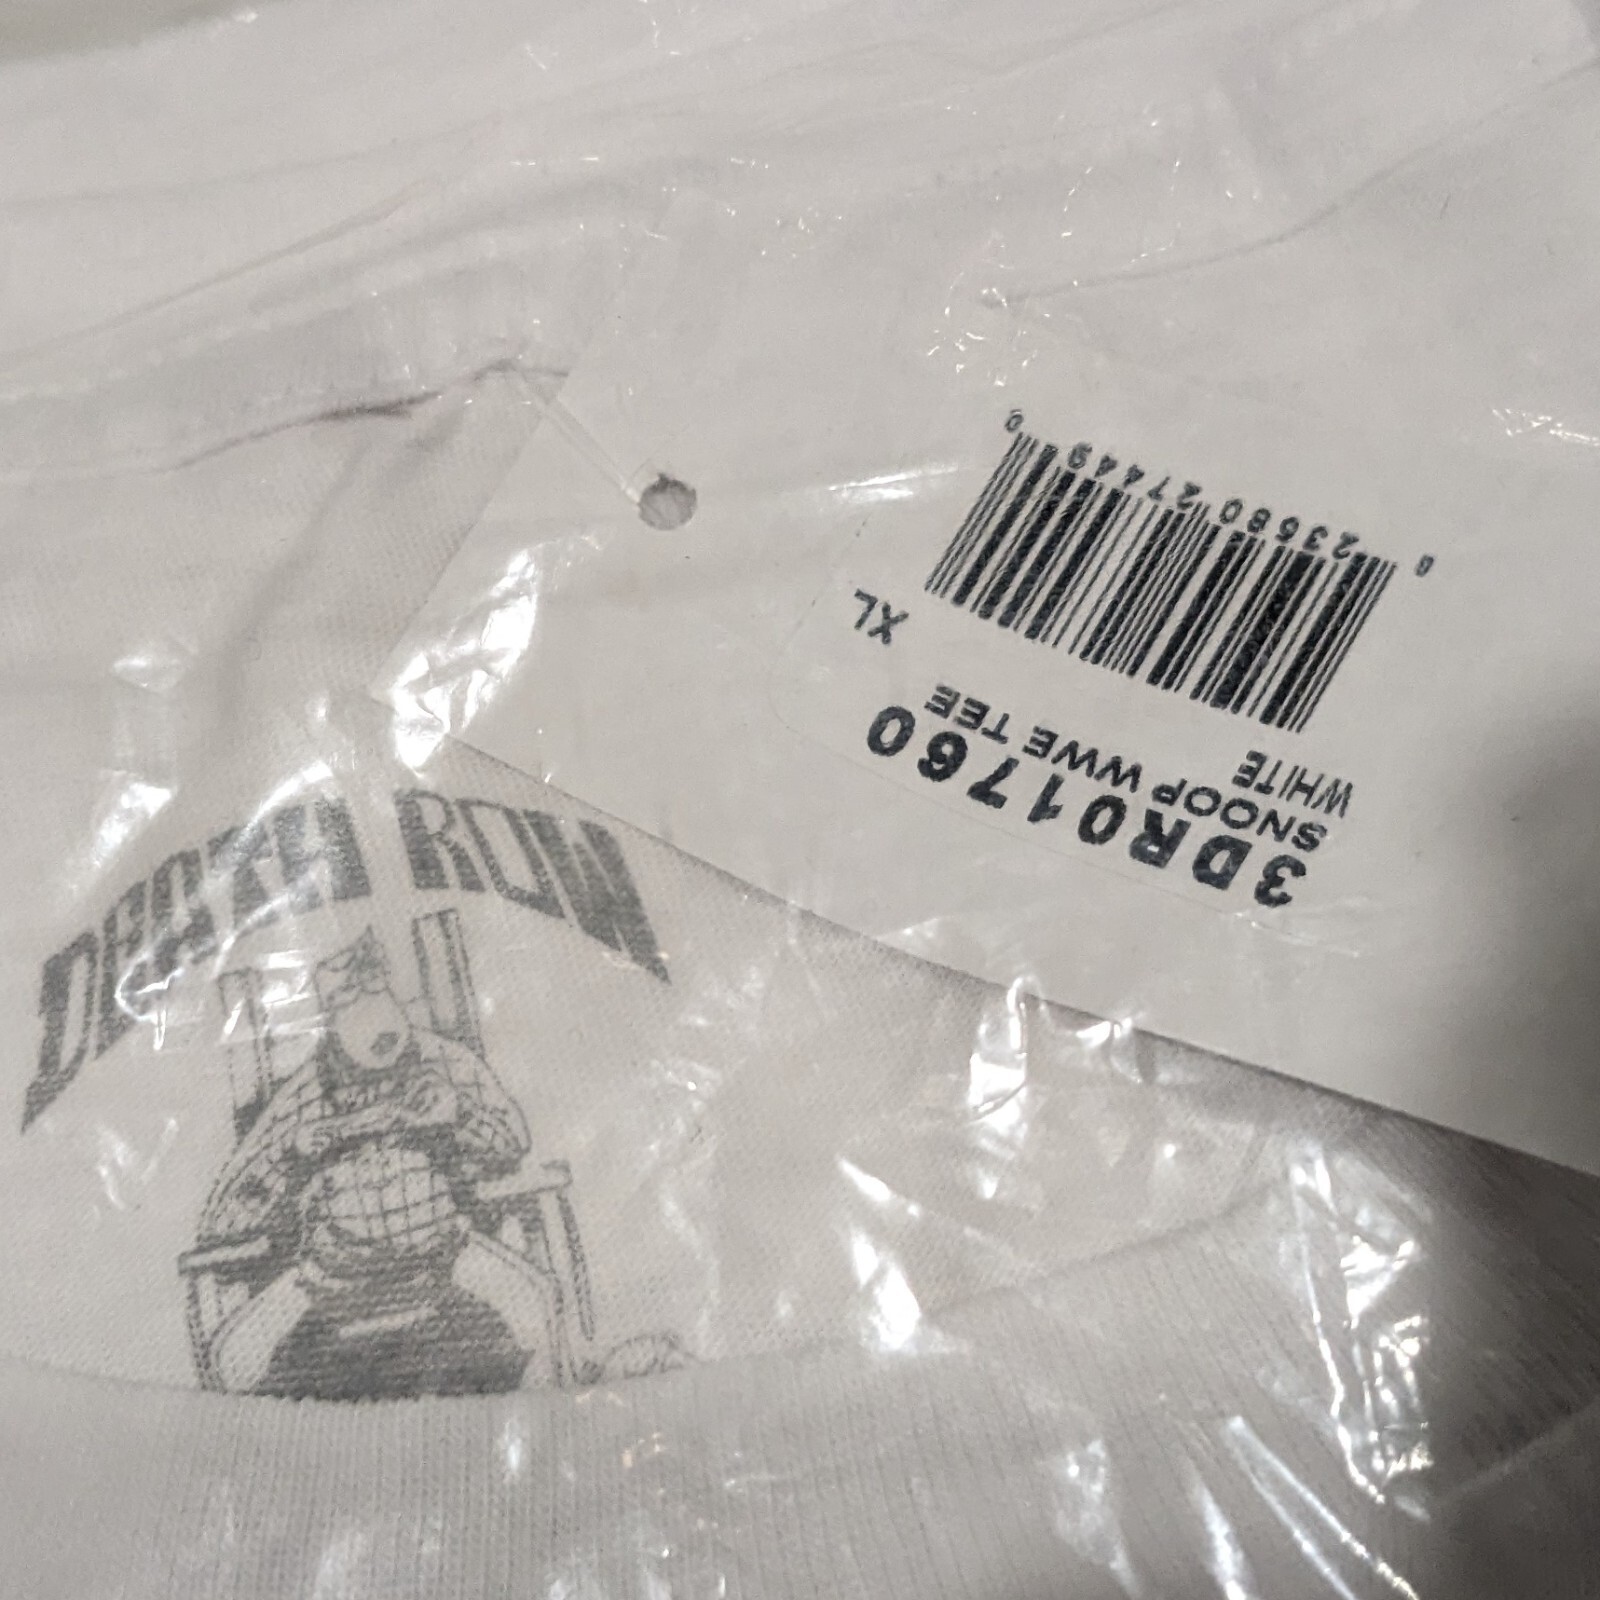 3DR01760
SNOOP WWE TEE
WHITE
XL
0 23680 27449 0
DEATH ROW